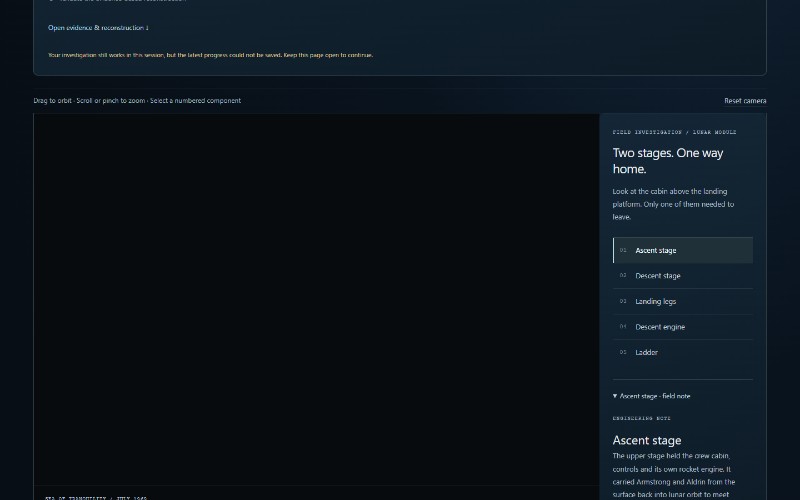 Open evidence & reconstruction ↓
Your investigation still works in this session, but the latest progress could not be saved. Keep this page open to continue.
Drag to orbit · Scroll or pinch to zoom · Select a numbered component
Reset camera
FIELD INVESTIGATION / LUNAR MODULE
Two stages. One way
home.
Look at the cabin above the landing
platform. Only one of them needed to
leave.
01 Ascent stage
02 Descent stage
03 Landing legs
04 Descent engine
05 Ladder
▼ Ascent stage · field note
ENGINEERING NOTE
Ascent stage
The upper stage held the crew cabin,
controls and its own rocket engine. It
carried Armstrong and Aldrin from the
surface back into lunar orbit to meet
SEA OF TRANQUILITY / JULY 1969